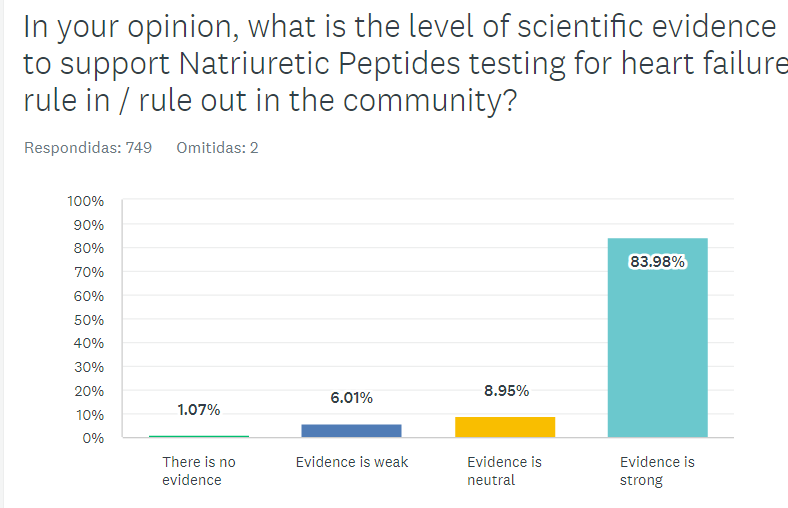 In your opinion, what is the level of scientific evidence
to support Natriuretic Peptides testing for heart failure
rule in / rule out in the community?
Respondidas: 749 Omitidas: 2
100%
90%
80%
70%
60%
50%
40%
30%
20%
10%
0%
1.07%
6.01%
8.95%
83.98%
There is no
evidence
Evidence is weak
Evidence is
neutral
Evidence is
strong